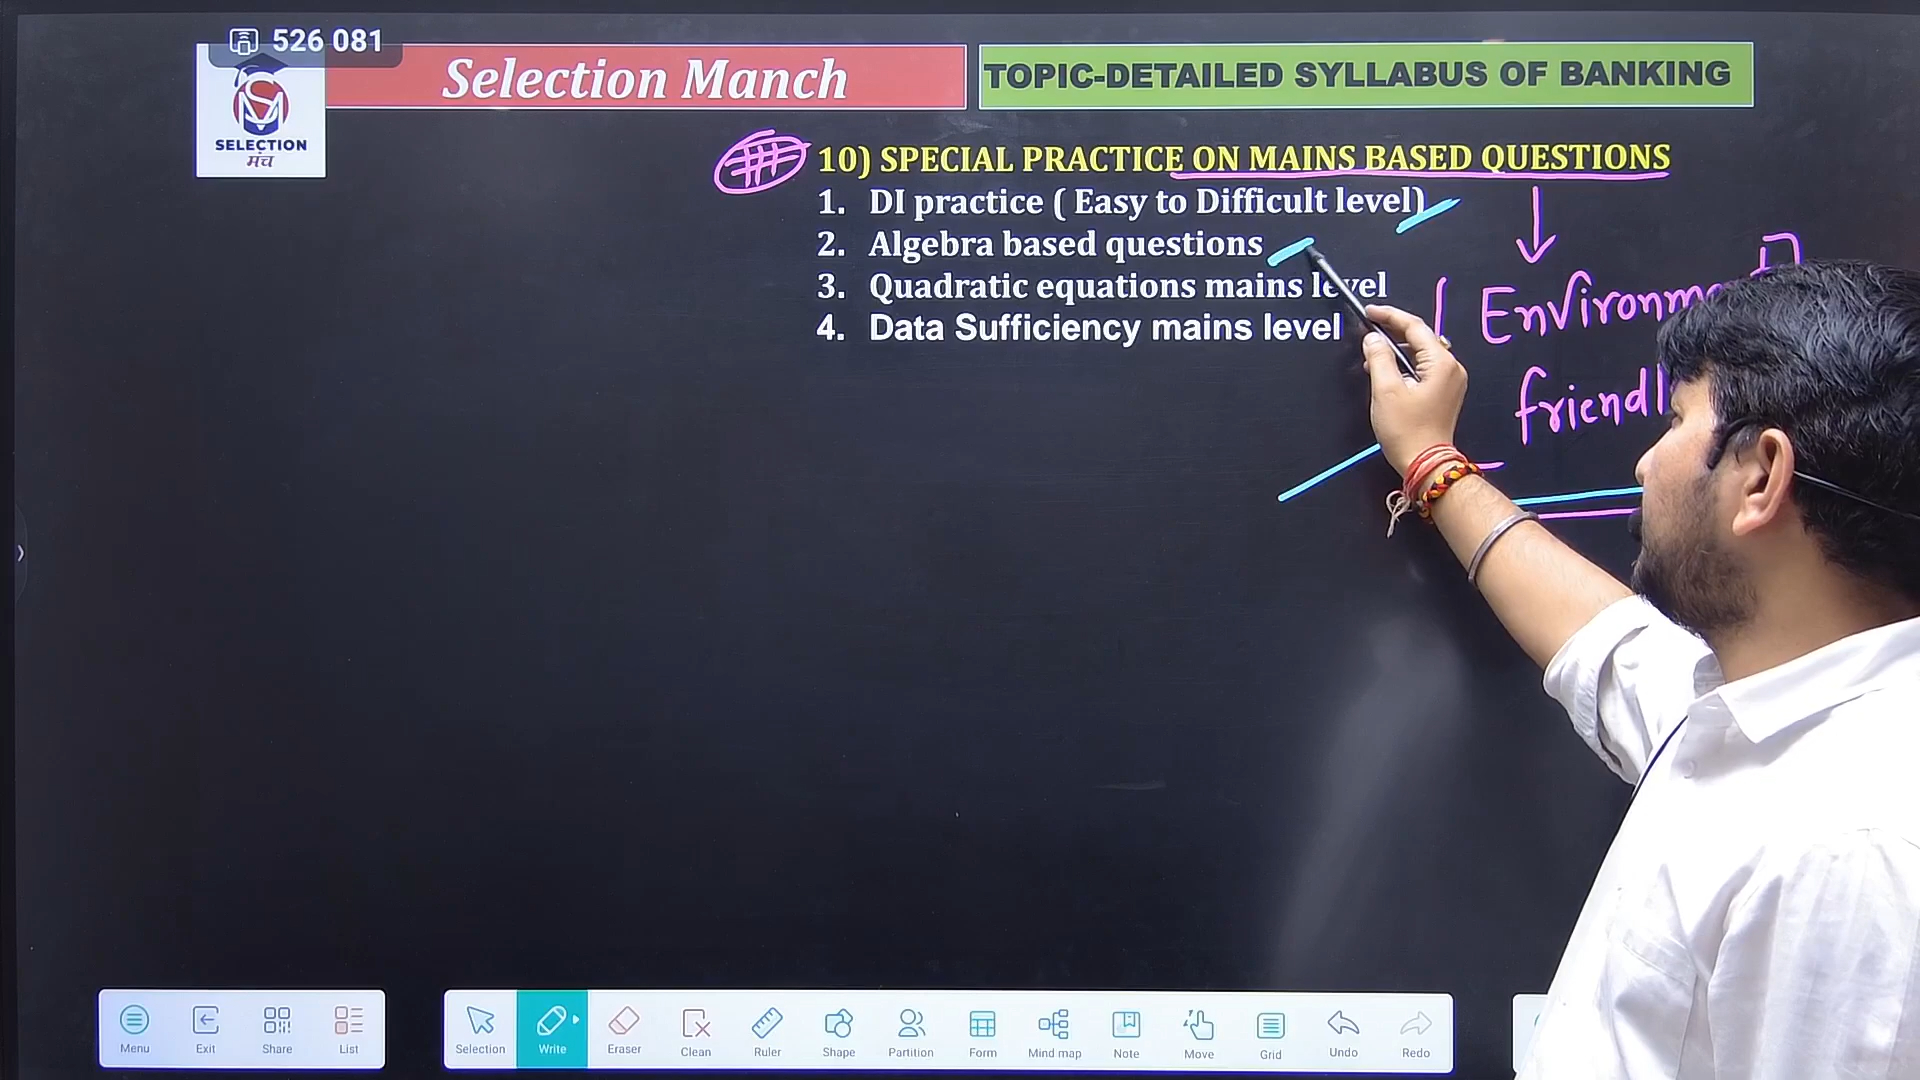 526 081
Selection Manch
TOPIC-DETAILED SYLLABUS OF BANKING
SM
SELECTION
मंच
10) SPECIAL PRACTICE ON MAINS BASED QUESTIONS
1. DI practice ( Easy to Difficult level)
2. Algebra based questions
3. Quadratic equations mains level
4. Data Sufficiency mains level
Menu
Exit
Share
List
Selection
Write
Eraser
Clean
Ruler
Shape
Partition
Form
Mind map
Note
Move
Grid
Undo
Redo